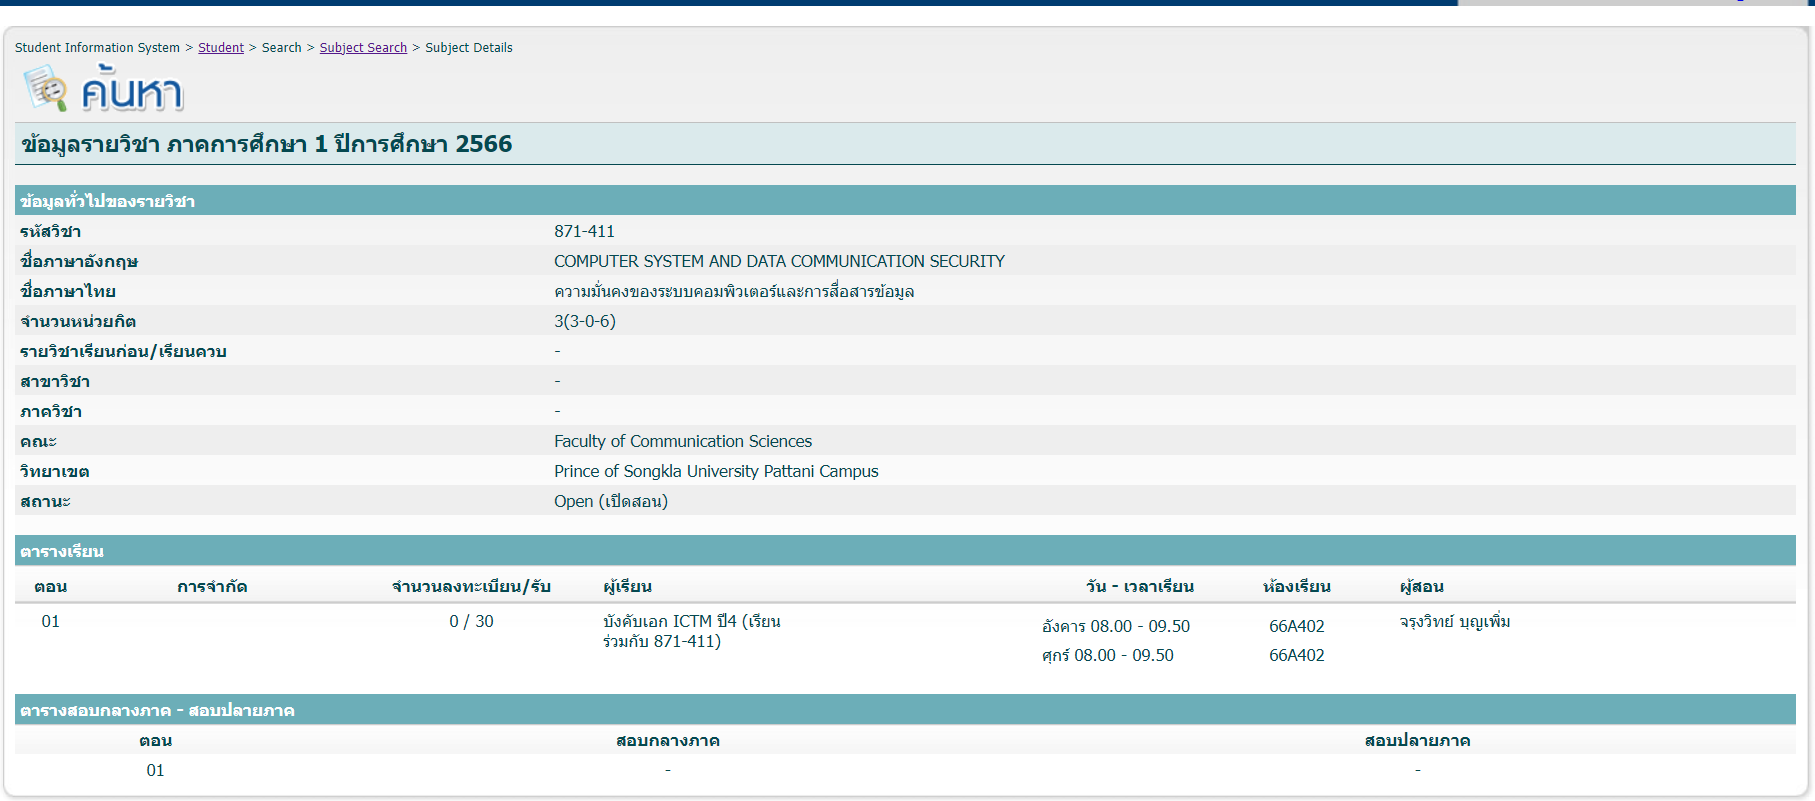 Student Information System > Student > Search > Subject Search > Subject Details
ค้นหา
ข้อมูลรายวิชา ภาคการศึกษา 1 ปีการศึกษา 2566
ข้อมูลทั่วไปของรายวิชา
รหัสวิชา 871-411
ชื่อภาษาอังกฤษ COMPUTER SYSTEM AND DATA COMMUNICATION SECURITY
ชื่อภาษาไทย ความมั่นคงของระบบคอมพิวเตอร์และการสื่อสารข้อมูล
จำนวนหน่วยกิต 3(3-0-6)
รายวิชาเรียนก่อน/เรียนควบ -
สาขาวิชา -
ภาควิชา -
คณะ Faculty of Communication Sciences
วิทยาเขต Prince of Songkla University Pattani Campus
สถานะ Open (เปิดสอน)
ตารางเรียน
ตอน การจำกัด จำนวนลงทะเบียน/รับ ผู้เรียน วัน - เวลาเรียน ห้องเรียน ผู้สอน
01 0 / 30 บังคับเอก ICTM ปี4 (เรียน อังคาร 08.00 - 09.50 66A402 จรุงวิทย์ บุญเพิ่ม
ร่วมกับ 871-411) ศุกร์ 08.00 - 09.50 66A402
ตารางสอบกลางภาค - สอบปลายภาค
ตอน สอบกลางภาค สอบปลายภาค
01 - -